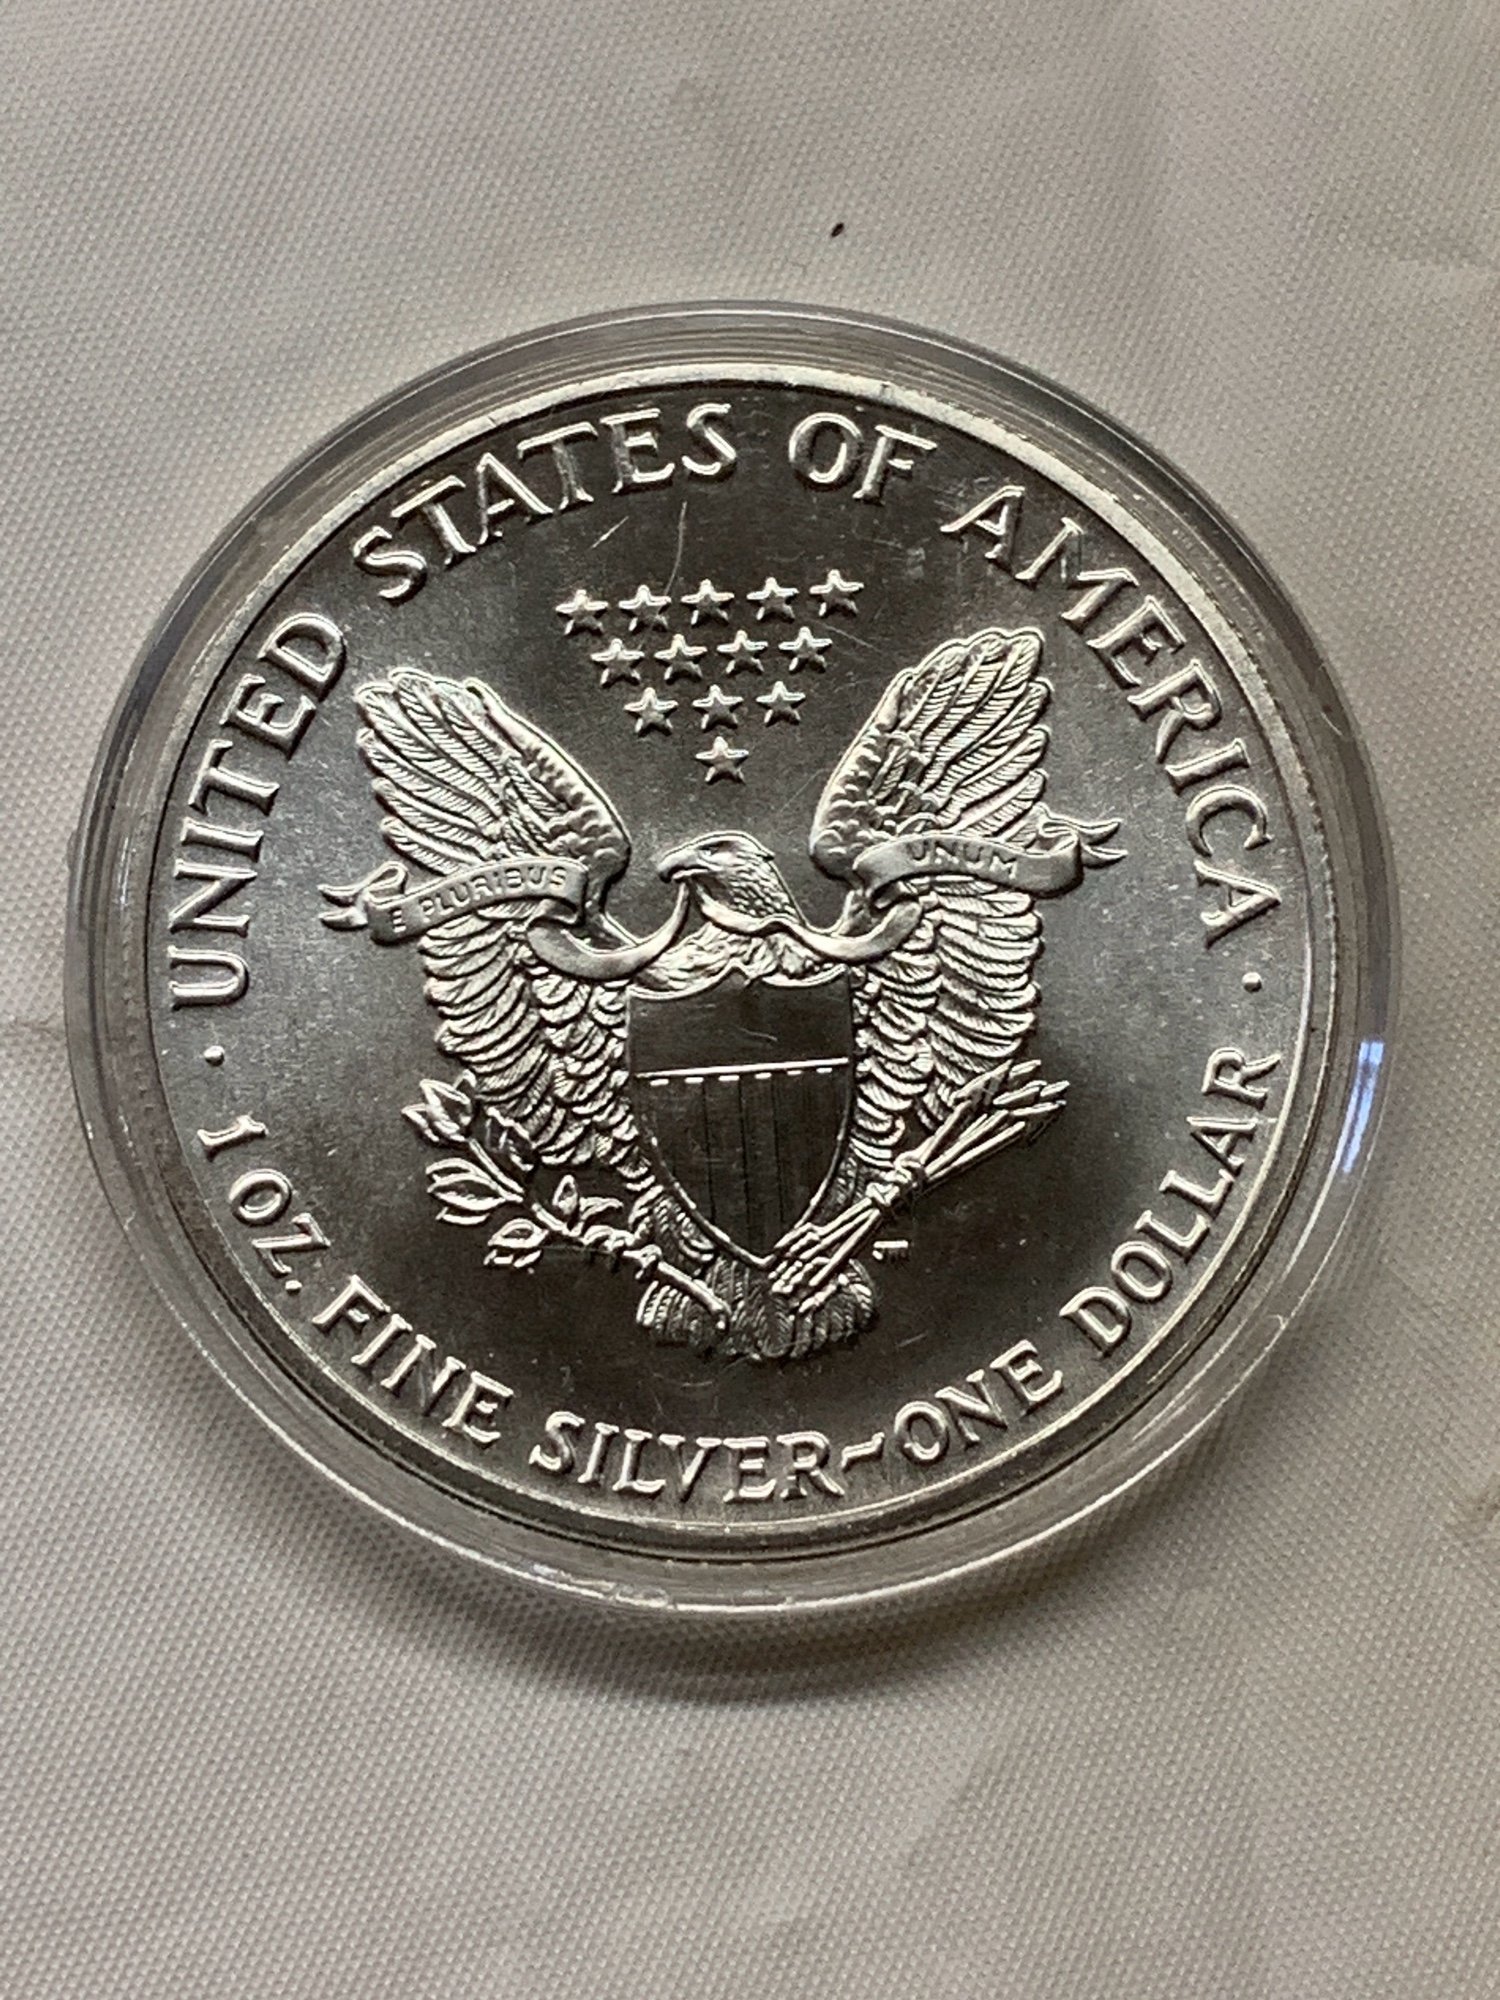 UNITED STATES OF AMERICA
E PLURIBUS UNUM
1 OZ. FINE SILVER~ONE DOLLAR